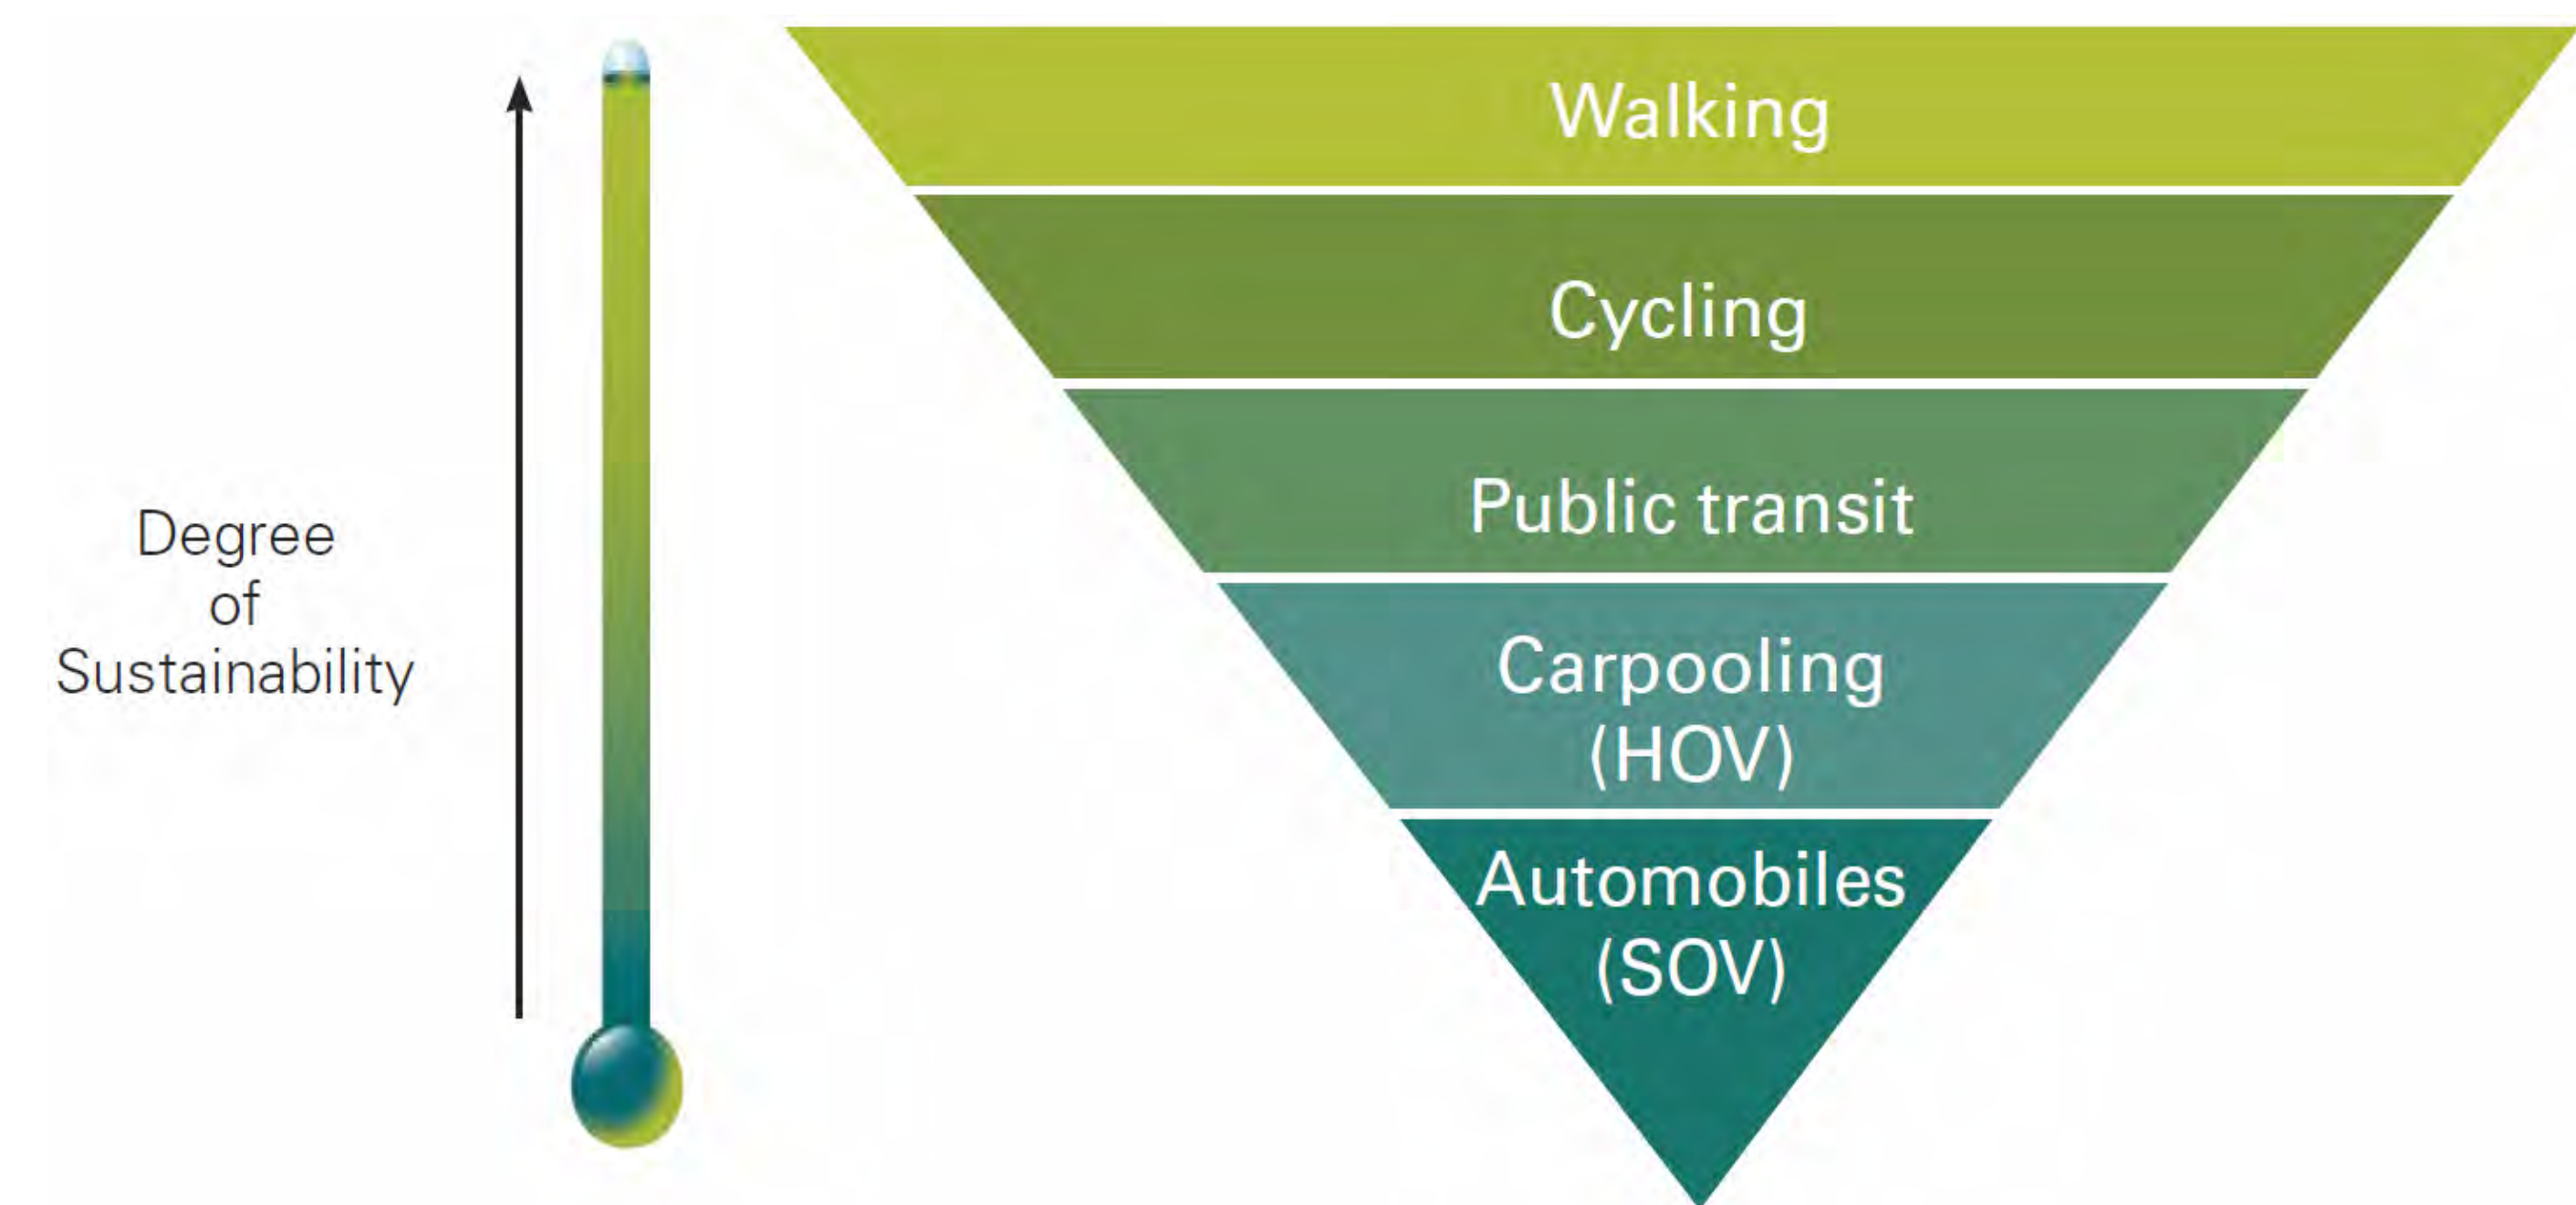 Degree
of
Sustainability
Walking
Cycling
Public transit
Carpooling
(HOV)
Automobiles
(SOV)